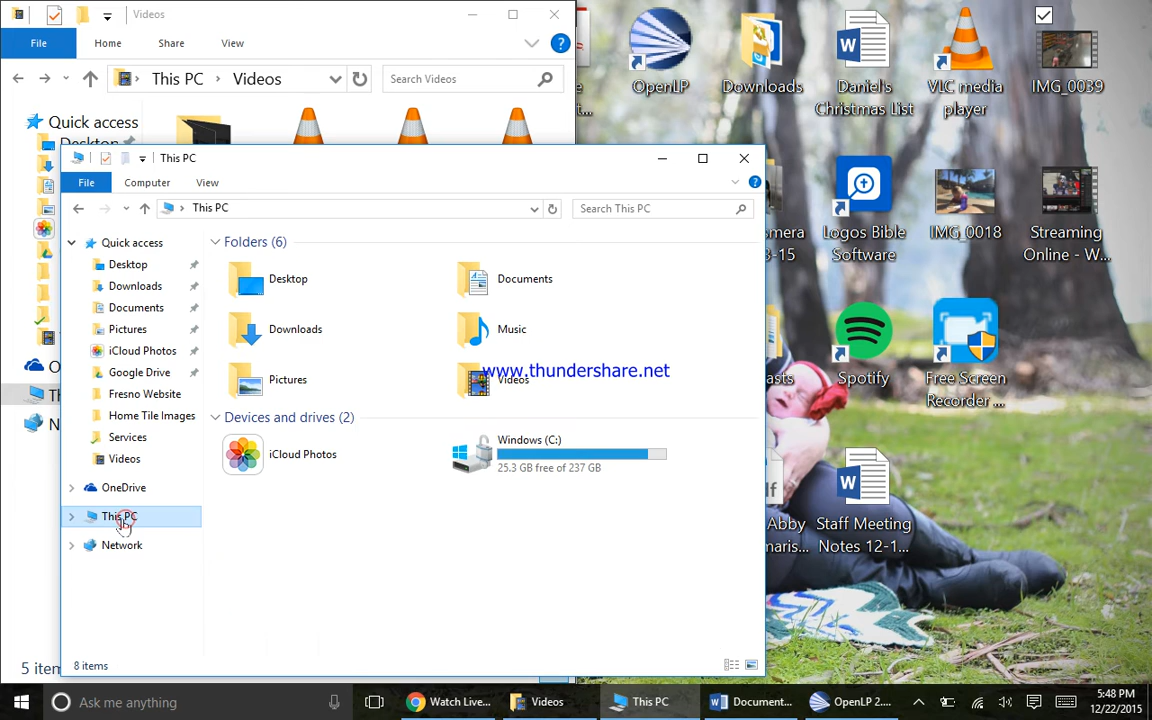 Videos
File
Home
Share
View
This PC
Videos
Search Videos
Quick access
This PC
File
Computer
View
This PC
Search This PC
Quick access
Desktop
Downloads
Documents
Pictures
iCloud Photos
Google Drive
Fresno Website
Home Tile Images
Services
Videos
OneDrive
This PC
Network
Folders (6)
Desktop
Documents
Downloads
Music
Pictures
Videos
www.thundershare.net
Devices and drives (2)
iCloud Photos
Windows (C:)
25.3 GB free of 237 GB
8 items
OpenLP
Downloads
Daniel's
Christmas List
VLC media
player
IMG_0039
Logos Bible
Software
IMG_0018
Streaming
Online - W...
Spotify
Free Screen
Recorder ...
Abby
Staff Meeting
Notes 12-1...
Ask me anything
Watch Live...
Videos
This PC
Document...
OpenLP 2....
5:48 PM
12/22/2015